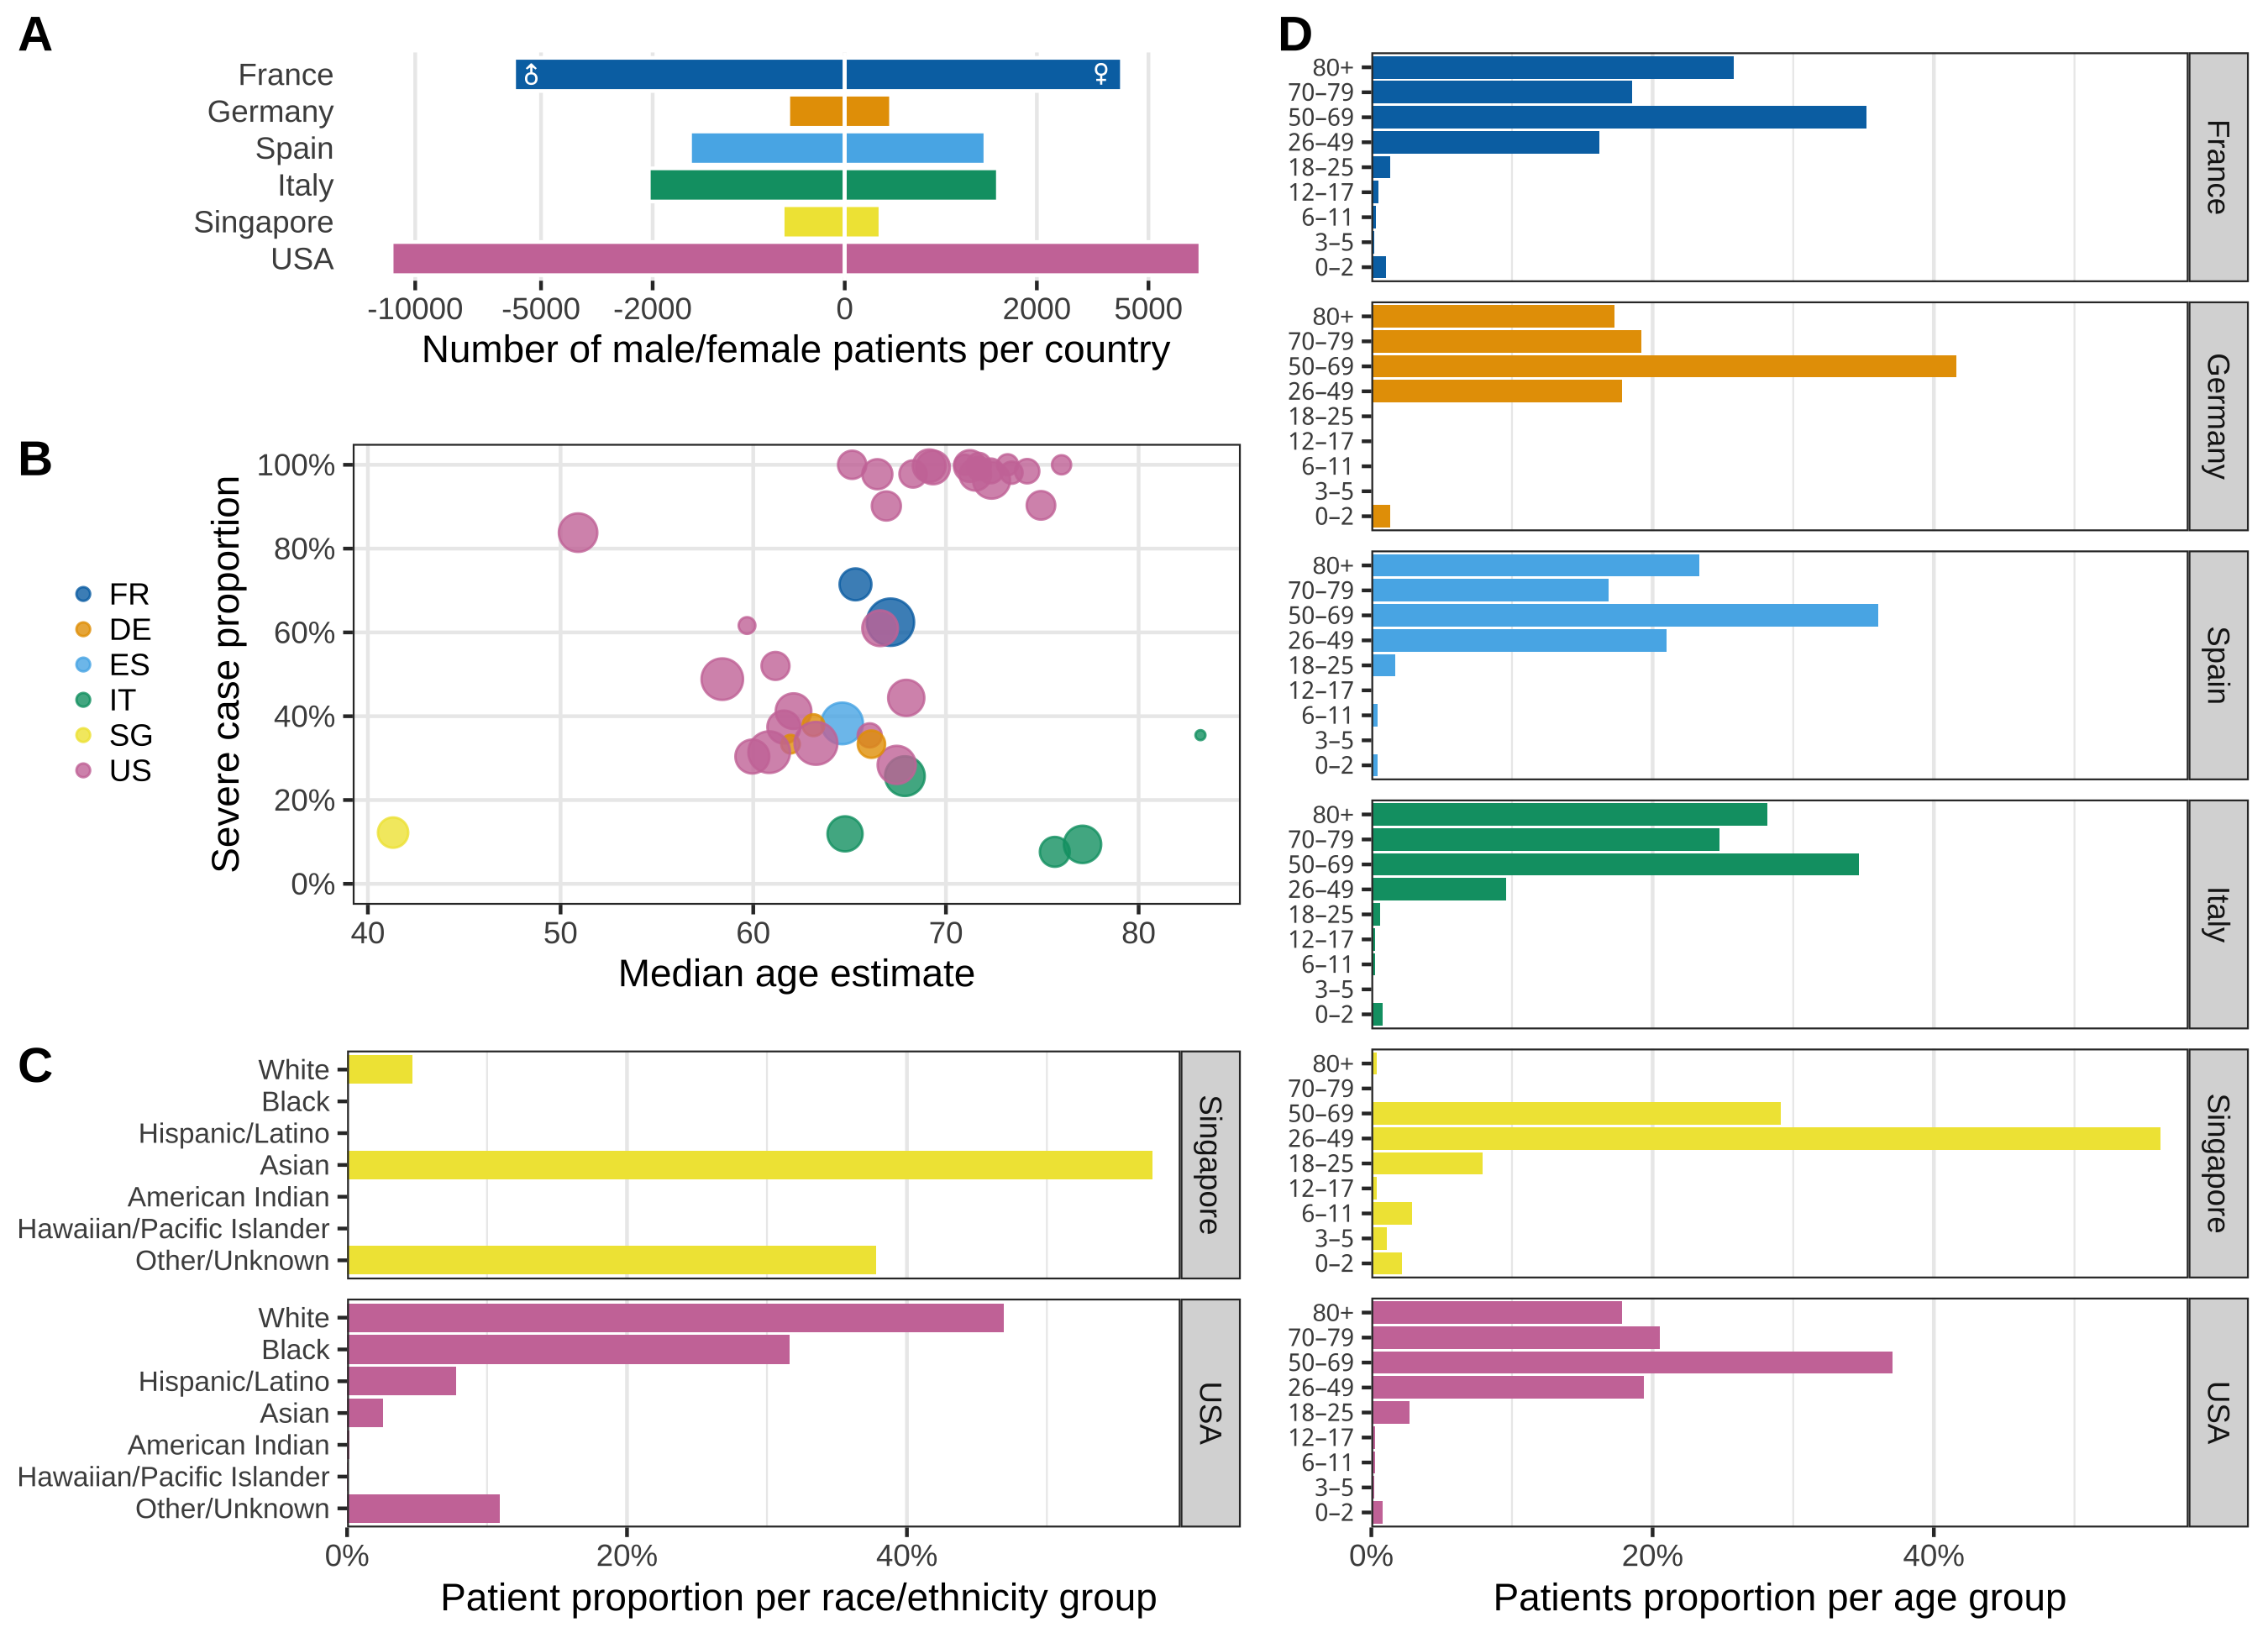 A
France
♂
♀
Germany
Spain
Italy
Singapore
USA
-10000
-5000
-2000
0
2000
5000
Number of male/female patients per country
B
FR
DE
ES
IT
SG
US
Severe case proportion
100%
80%
60%
40%
20%
0%
40
50
60
70
80
Median age estimate
C
White
Black
Hispanic/Latino
Asian
American Indian
Hawaiian/Pacific Islander
Other/Unknown
Singapore
White
Black
Hispanic/Latino
Asian
American Indian
Hawaiian/Pacific Islander
Other/Unknown
USA
0%
20%
40%
Patient proportion per race/ethnicity group
D
80+
70–79
50–69
26–49
18–25
12–17
6–11
3–5
0–2
France
80+
70–79
50–69
26–49
18–25
12–17
6–11
3–5
0–2
Germany
80+
70–79
50–69
26–49
18–25
12–17
6–11
3–5
0–2
Spain
80+
70–79
50–69
26–49
18–25
12–17
6–11
3–5
0–2
Italy
80+
70–79
50–69
26–49
18–25
12–17
6–11
3–5
0–2
Singapore
80+
70–79
50–69
26–49
18–25
12–17
6–11
3–5
0–2
USA
0%
20%
40%
Patients proportion per age group